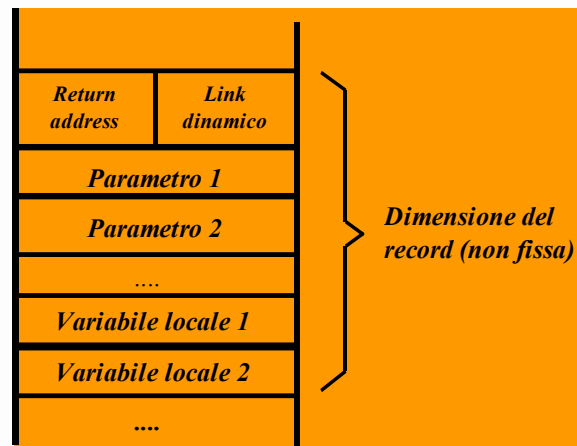 Return
address
Link
dinamico
Parametro 1
Parametro 2
....
Variabile locale 1
Variabile locale 2
....
Dimensione del
record (non fissa)